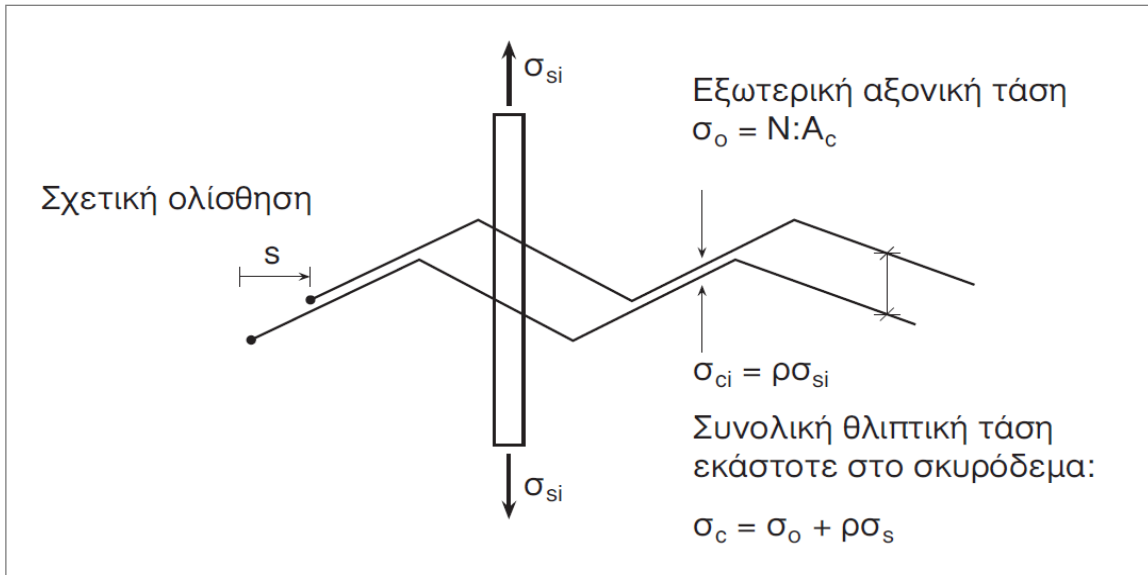 σsi
Εξωτερική αξονική τάση
σo = N:Ac
Σχετική ολίσθηση
s
σci = ρσsi
Συνολική θλιπτική τάση
εκάστοτε στο σκυρόδεμα:
σsi
σc = σo + ρσs